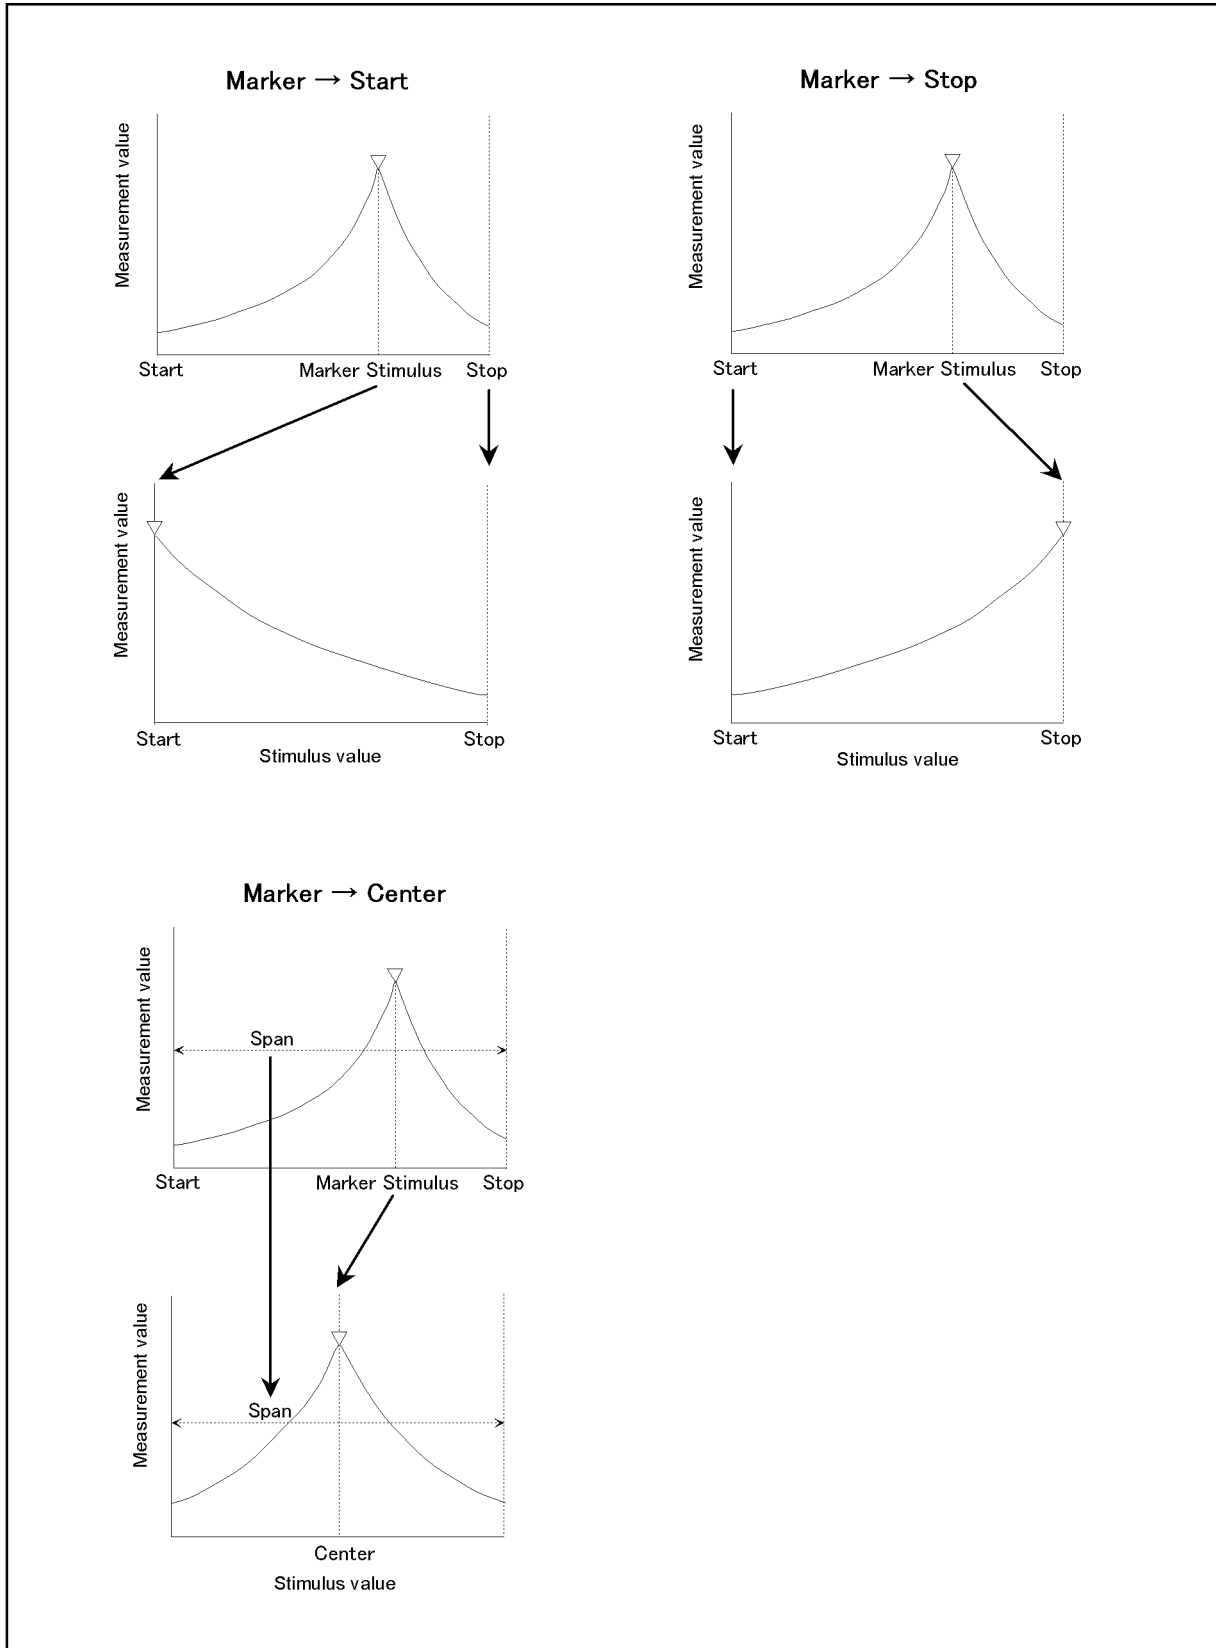 Marker → Start
Measurement value
Start Marker Stimulus Stop
Measurement value
Start Stop
Stimulus value
Marker → Stop
Measurement value
Start Marker Stimulus Stop
Measurement value
Start Stop
Stimulus value
Marker → Center
Measurement value
Span
Start Marker Stimulus Stop
Measurement value
Span
Center
Stimulus value